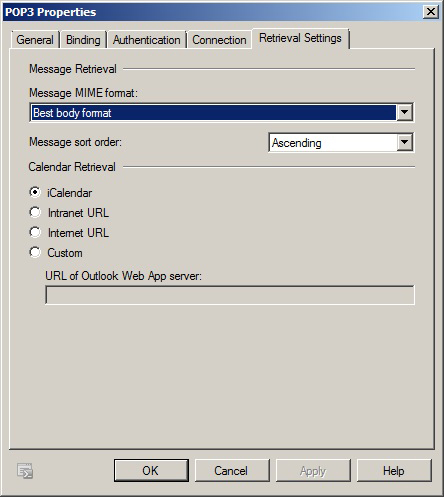 POP3 Properties
General Binding Authentication Connection Retrieval Settings
Message Retrieval
Message MIME format:
Best body format
Message sort order: Ascending
Calendar Retrieval
iCalendar
Intranet URL
Internet URL
Custom
URL of Outlook Web App server:
OK Cancel Apply Help